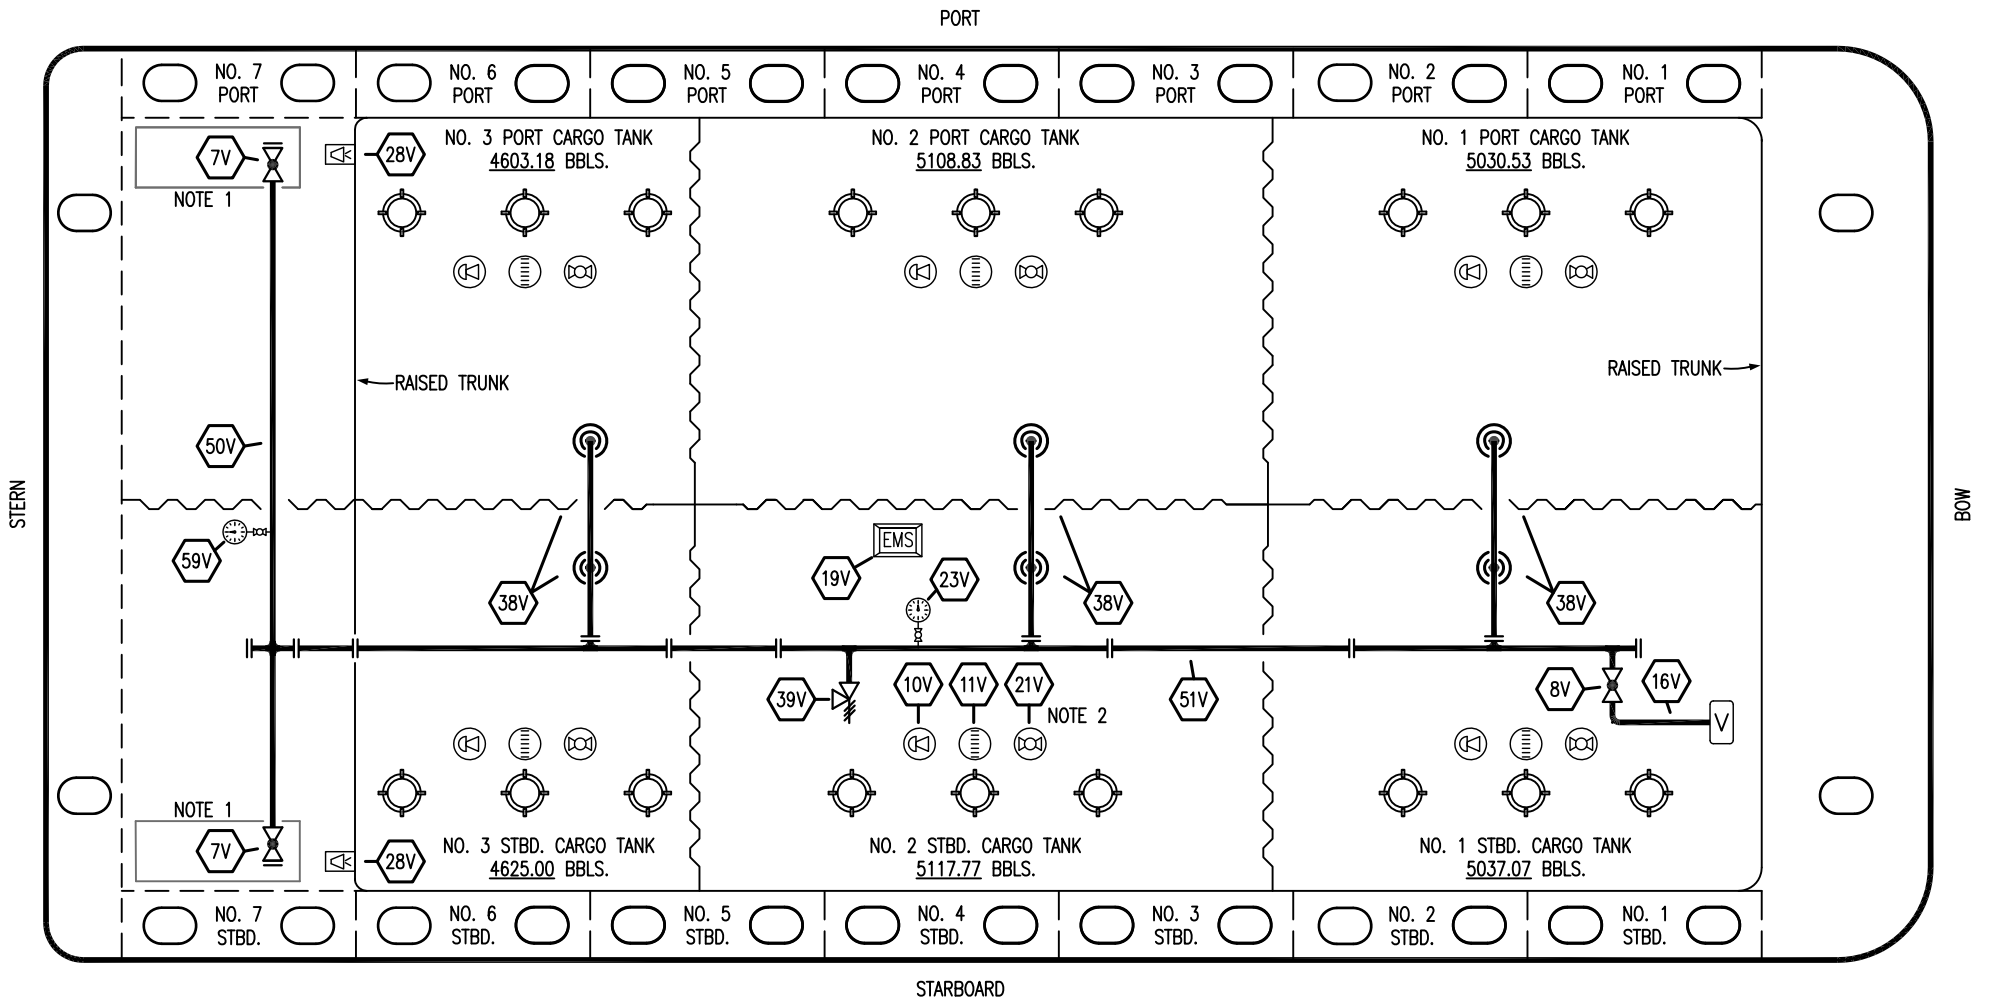 PORT
NO. 7
PORT
NO. 6
PORT
NO. 5
PORT
NO. 4
PORT
NO. 3
PORT
NO. 2
PORT
NO. 1
PORT
7V
NOTE 1
28V
NO. 3 PORT CARGO TANK
4603.18 BBLS.
NO. 2 PORT CARGO TANK
5108.83 BBLS.
NO. 1 PORT CARGO TANK
5030.53 BBLS.
RAISED TRUNK
RAISED TRUNK
50V
STERN
BOW
59V
38V
EMS
19V
23V
38V
38V
39V
10V
11V
21V
NOTE 2
51V
8V
16V
V
NOTE 1
7V
28V
NO. 3 STBD. CARGO TANK
4625.00 BBLS.
NO. 2 STBD. CARGO TANK
5117.77 BBLS.
NO. 1 STBD. CARGO TANK
5037.07 BBLS.
NO. 7
STBD.
NO. 6
STBD.
NO. 5
STBD.
NO. 4
STBD.
NO. 3
STBD.
NO. 2
STBD.
NO. 1
STBD.
STARBOARD